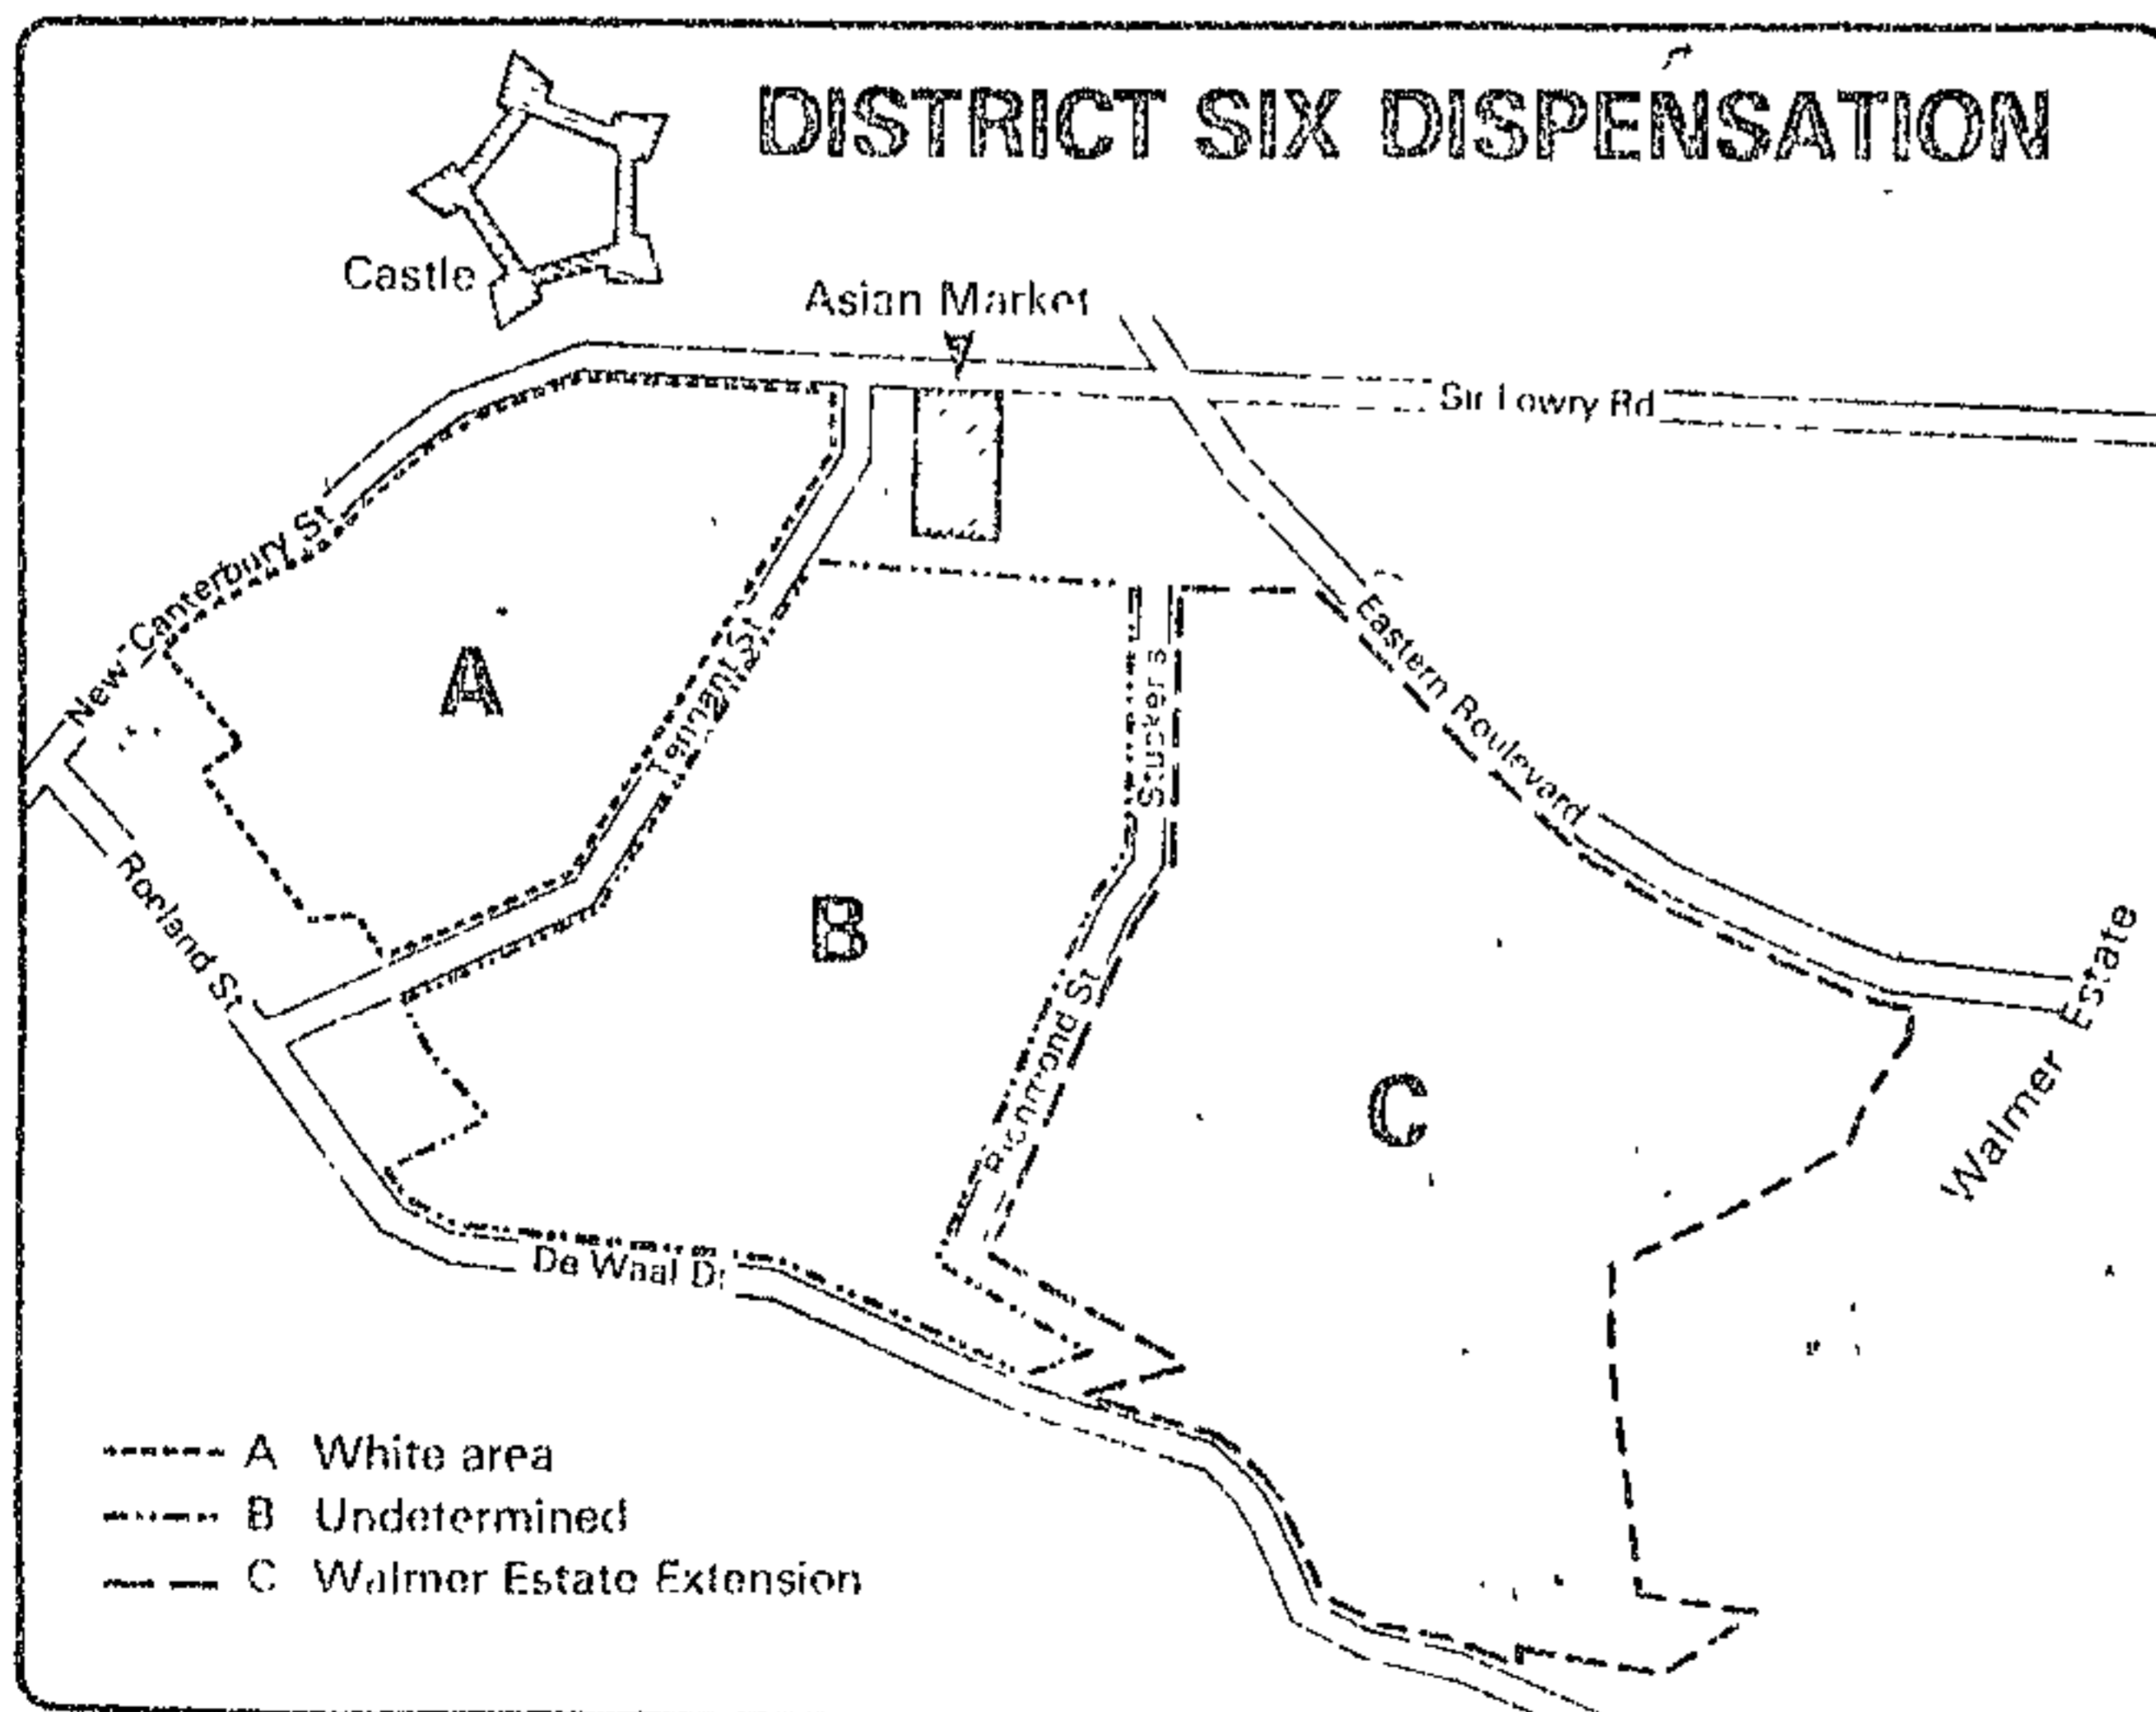 DISTRICT SIX DISPENSATION
Castle
Asian Market
Sir Lowry Rd
New Canterbury St
A
Tennant St
Stuckeris
Eastern Boulevard
Roeland St
B
Richmond St
C
Walmer Estate
De Waal Dr
A White area
B Undetermined
C Walmer Estate Extension